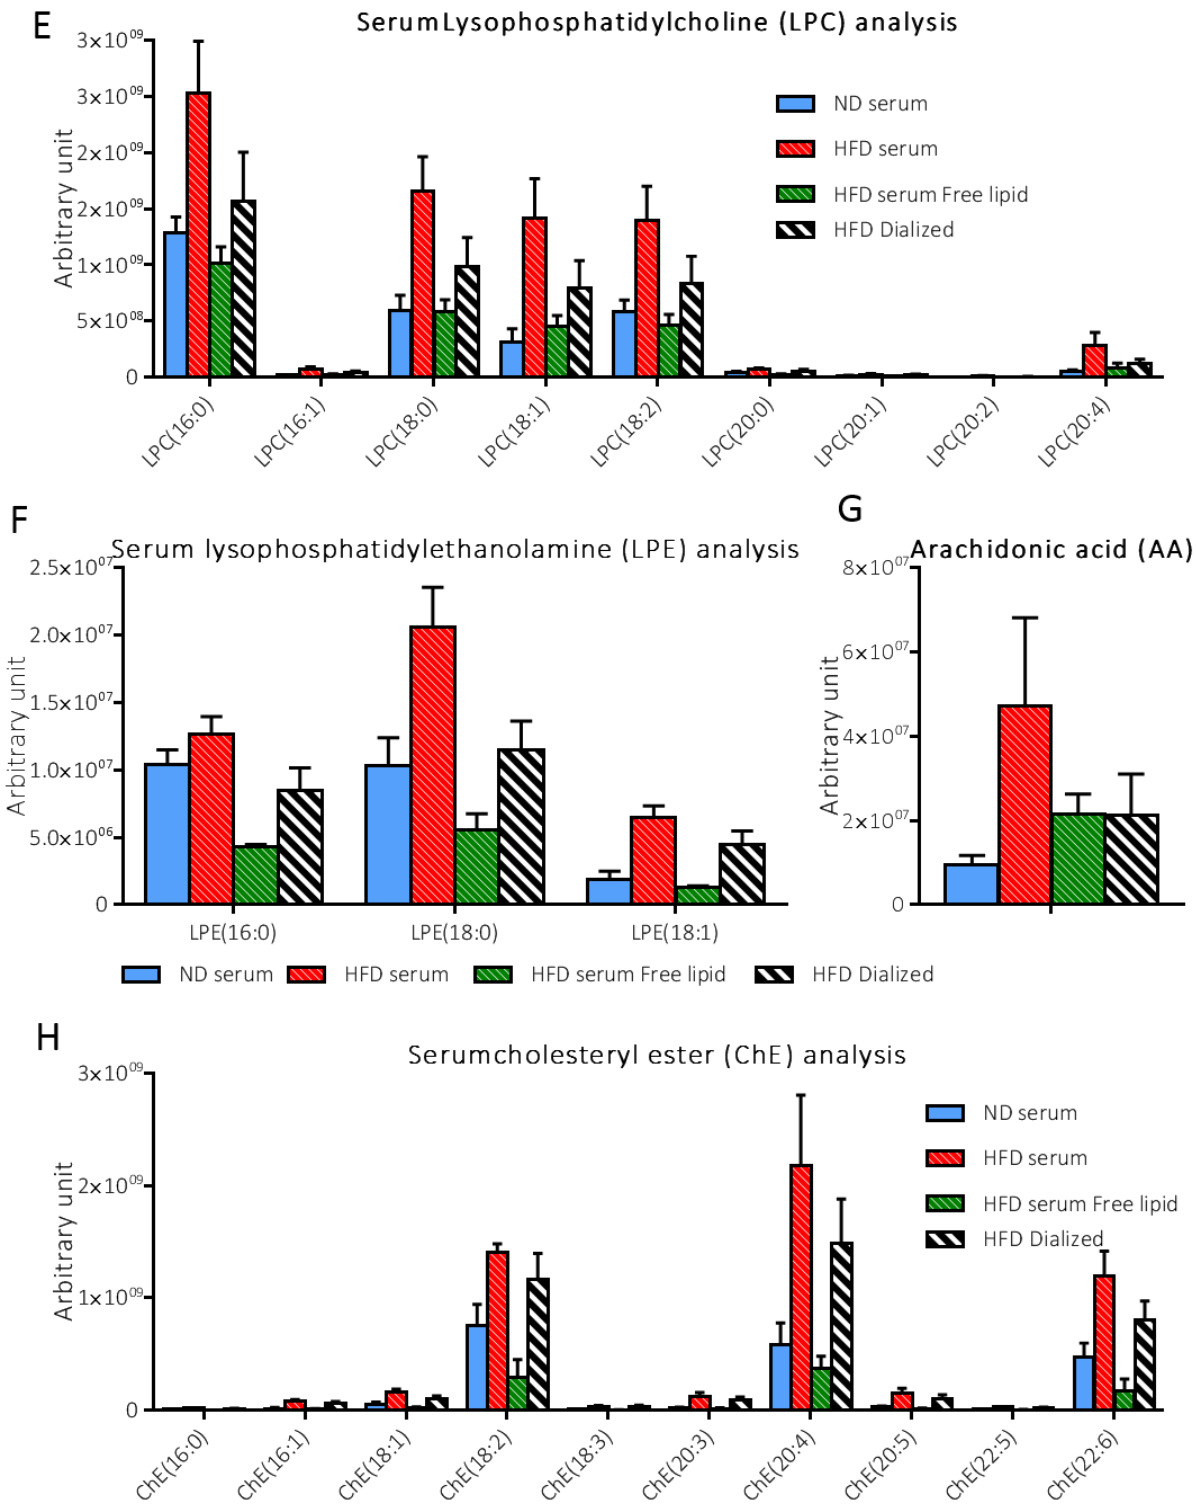 E
SerumLysophosphatidylcholine (LPC) analysis
Arbitrary unit
3×10⁰⁹
3×10⁰⁹
2×10⁰⁹
2×10⁰⁹
1×10⁰⁹
5×10⁰⁸
0
ND serum
HFD serum
HFD serum Free lipid
HFD Dialized
LPC(16:0)
LPC(16:1)
LPC(18:0)
LPC(18:1)
LPC(18:2)
LPC(20:0)
LPC(20:1)
LPC(20:2)
LPC(20:4)
F
Serum lysophosphatidylethanolamine (LPE) analysis
Arbitrary unit
2.5×10⁰⁷
2.0×10⁰⁷
1.5×10⁰⁷
1.0×10⁰⁷
5.0×10⁰⁶
0
LPE(16:0)
LPE(18:0)
LPE(18:1)
G
Arachidonic acid (AA)
Arbitrary unit
8×10⁰⁷
6×10⁰⁷
4×10⁰⁷
2×10⁰⁷
0
ND serum
HFD serum
HFD serum Free lipid
HFD Dialized
H
Serumcholesteryl ester (ChE) analysis
Arbitrary unit
3×10⁰⁹
2×10⁰⁹
1×10⁰⁹
0
ND serum
HFD serum
HFD serum Free lipid
HFD Dialized
ChE(16:0)
ChE(16:1)
ChE(18:1)
ChE(18:2)
ChE(18:3)
ChE(20:3)
ChE(20:4)
ChE(20:5)
ChE(22:5)
ChE(22:6)